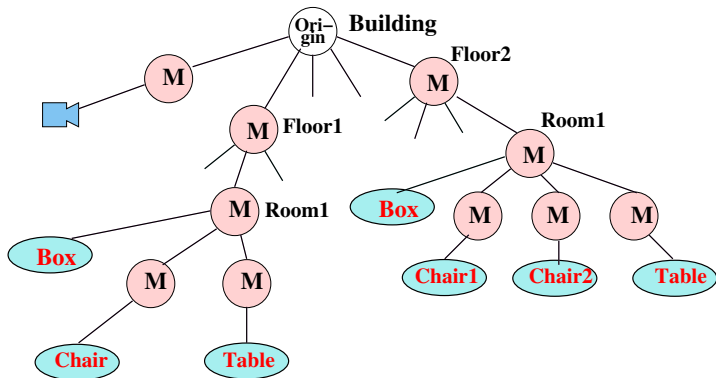 Ori-
gin
Building
Floor2
M
M
M
Floor1
Room1
M
M
Room1
Box
M
M
M
Box
M
M
Chair1
Chair2
Table
Chair
Table